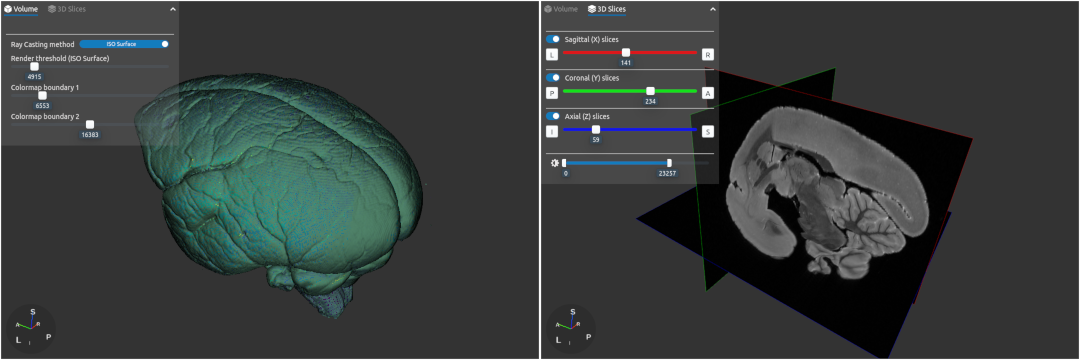 Volume 3D Slices
Ray Casting method ISO Surface
Render threshold (ISO Surface)
4915
Colormap boundary 1
6553
Colormap boundary 2
16383
S
A R
L I P
Volume 3D Slices
Sagittal (X) slices
L R
141
Coronal (Y) slices
P A
234
Axial (Z) slices
I S
59
0 23257
S
A R
L I P